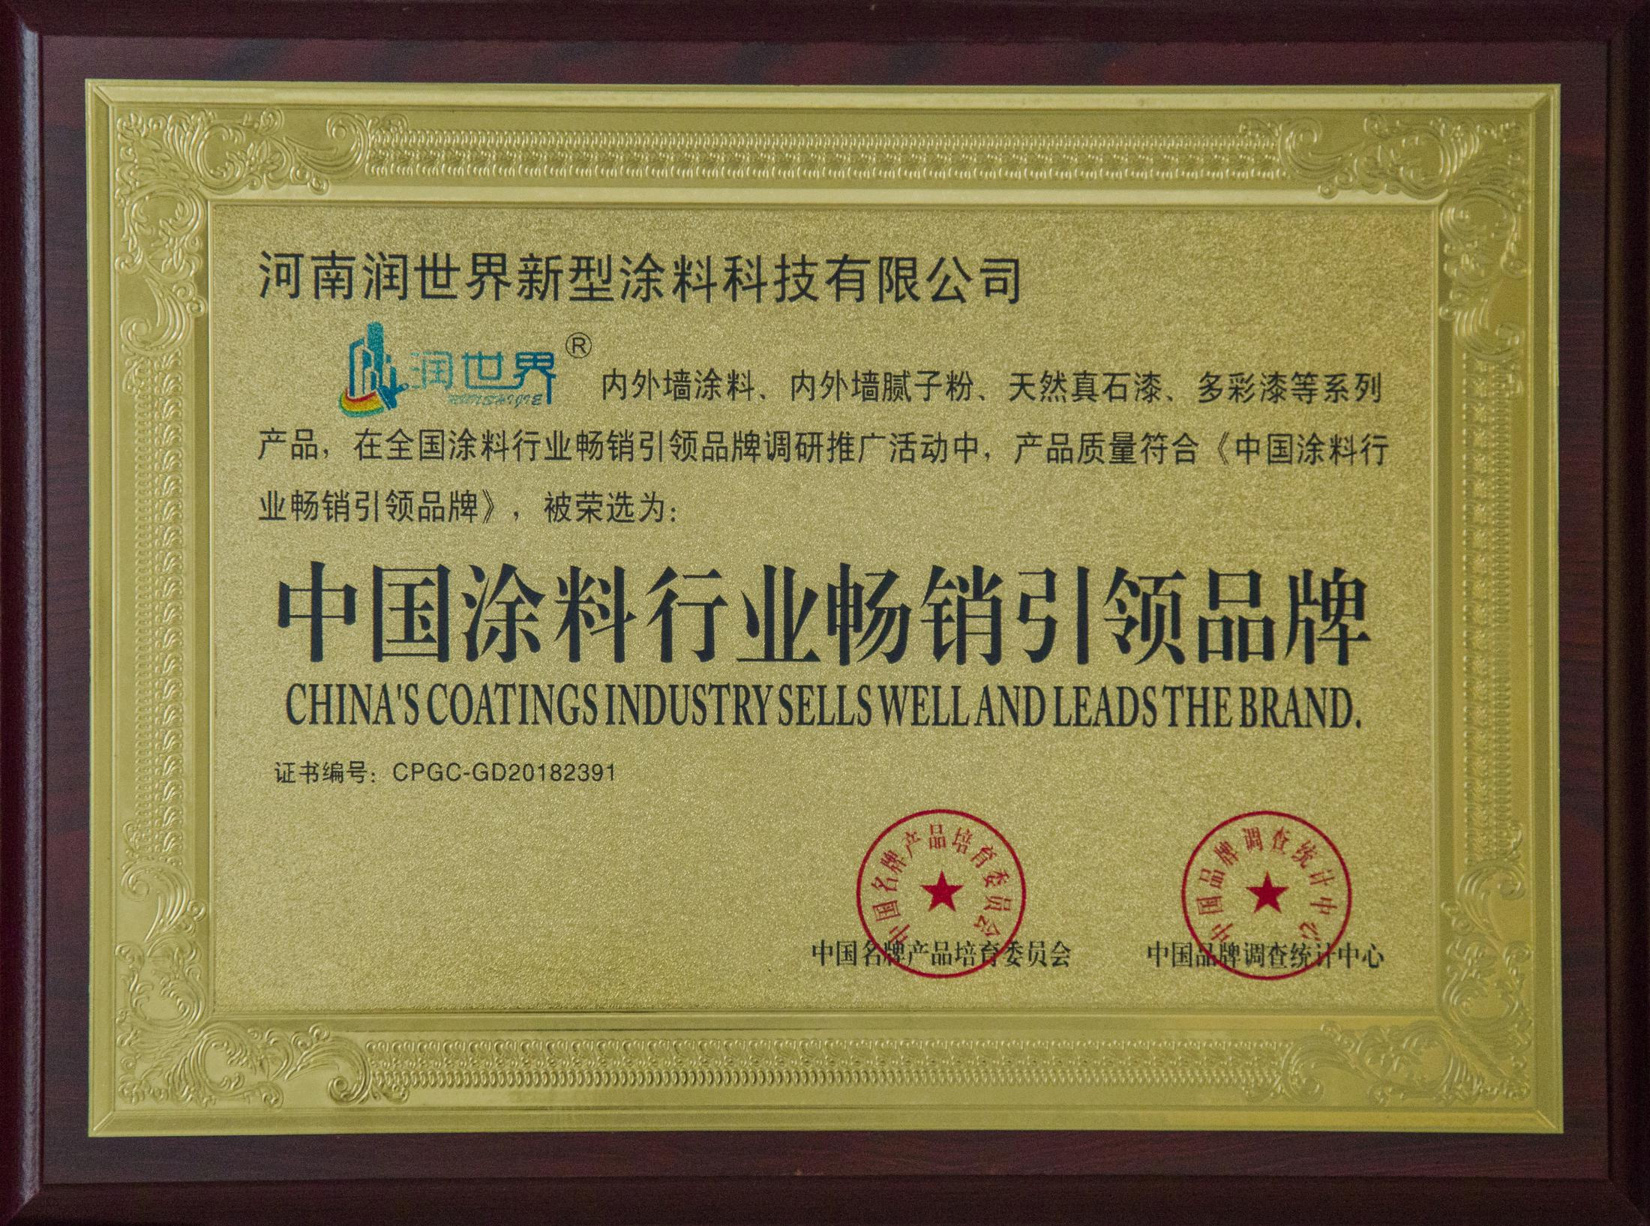 河南润世界新型涂料科技有限公司
润世界® 内外墙涂料、内外墙腻子粉、天然真石漆、多彩漆等系列
RUNSHIJIE
产品，在全国涂料行业畅销引领品牌调研推广活动中，产品质量符合《中国涂料行
业畅销引领品牌》，被荣选为：
中国涂料行业畅销引领品牌
CHINA'S COATINGS INDUSTRY SELLS WELL AND LEADS THE BRAND.
证书编号：CPGC-GD20182391
中国名牌产品培育委员会
中国品牌调查统计中心
中国名牌产品培育委员会
中国品牌调查统计中心